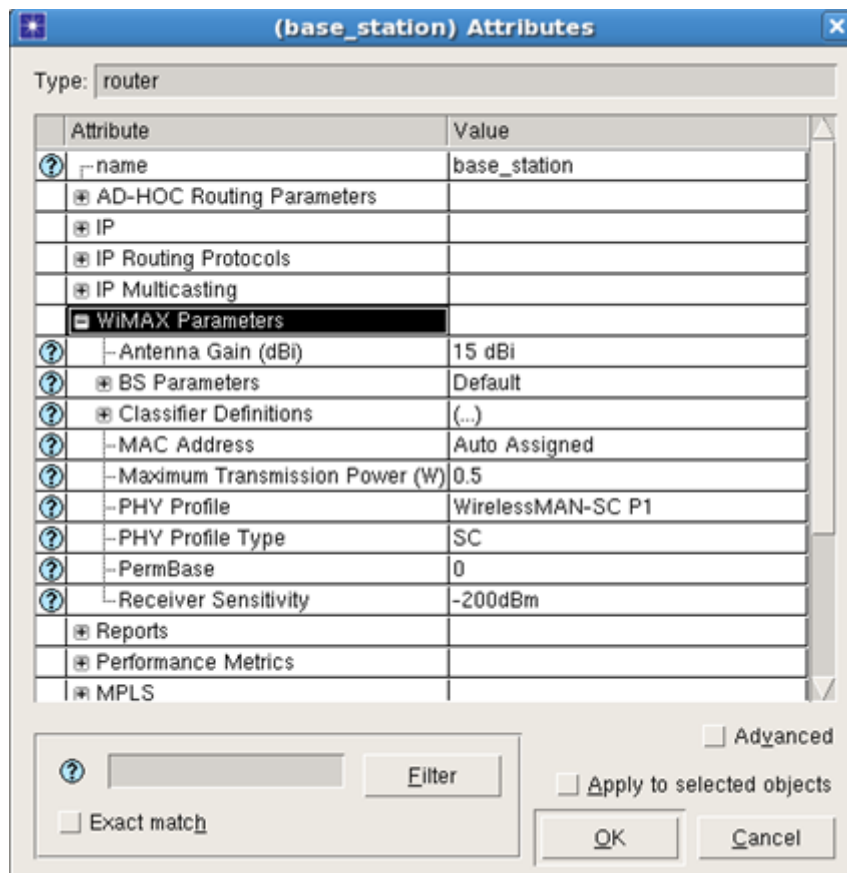 (base_station) Attributes
Type: router
Attribute Value
name base_station
AD-HOC Routing Parameters
IP
IP Routing Protocols
IP Multicasting
WiMAX Parameters
Antenna Gain (dBi) 15 dBi
BS Parameters Default
Classifier Definitions (...)
MAC Address Auto Assigned
Maximum Transmission Power (W) 0.5
PHY Profile WirelessMAN-SC P1
PHY Profile Type SC
PermBase 0
Receiver Sensitivity -200dBm
Reports
Performance Metrics
MPLS
Advanced
Filter
Apply to selected objects
Exact match
OK Cancel